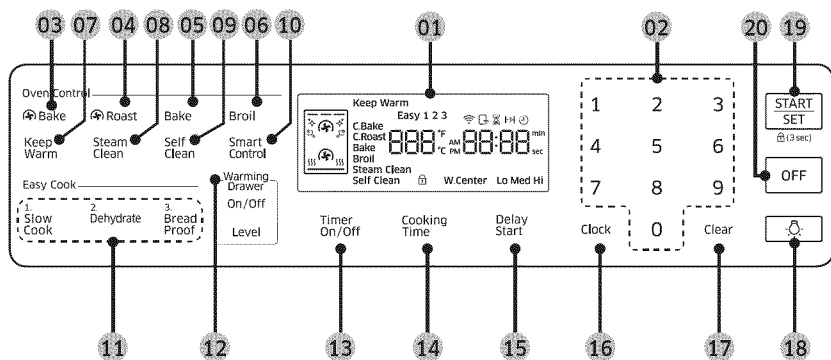 03 07 04 08 05 09 06 10 01 02 20 19
Oven Control
Bake Roast Bake Broil
Keep Warm
Steam Clean
Self Clean
Smart Control
Keep Warm
Easy 1 2 3
C.Bake
C.Roast
Bake
Broil
Steam Clean
Self Clean
°F
°C
AM
PM
88:88
min
sec
888
W.Center Lo Med Hi
1 2 3
4 5 6
7 8 9
0
START
SET
(3 sec)
OFF
Easy Cook
1. Slow Cook
2. Dehydrate
3. Bread Proof
Warming
Drawer
On/Off
Level
Timer
On/Off
Cooking
Time
Delay
Start
Clock
Clear
11 12 13 14 15 16 17 18